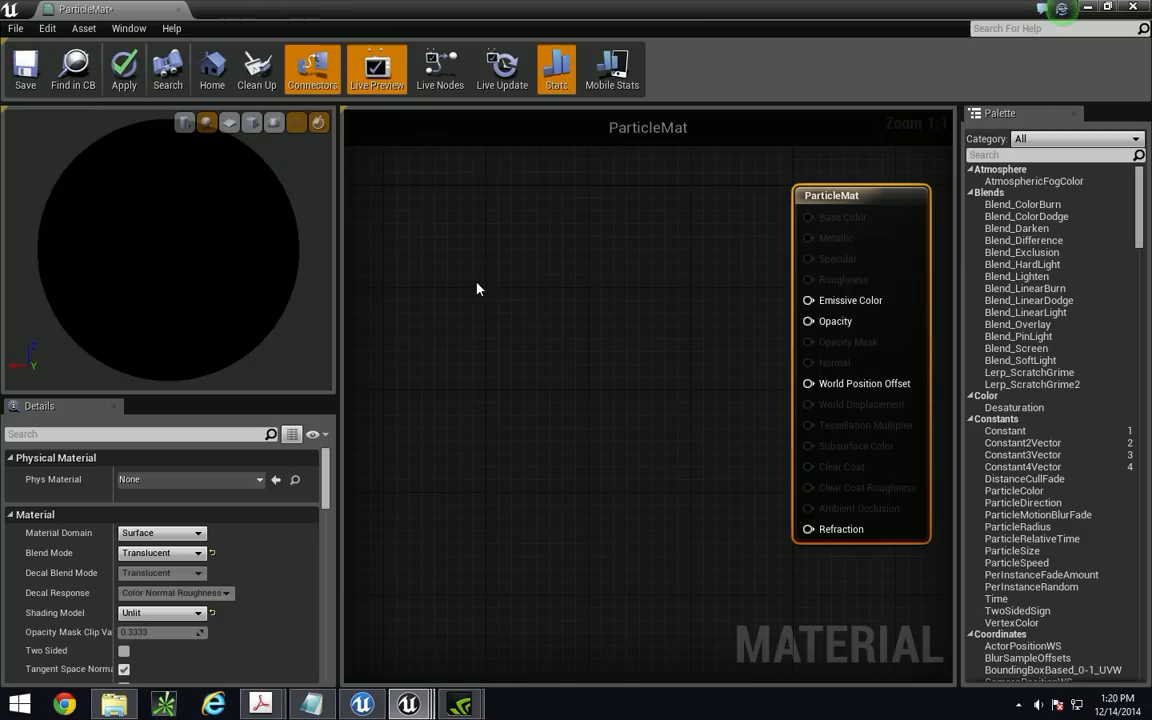 ParticleMat*
File Edit Asset Window Help
Search For Help
Save Find in CB Apply Search Home Clean Up Connectors Live Preview Live Nodes Live Update Stats Mobile Stats
ParticleMat
Zoom 1:1
Palette
Category: All
Search
Atmosphere
AtmosphericFogColor
Blends
Blend_ColorBurn
Blend_ColorDodge
Blend_Darken
Blend_Difference
Blend_Exclusion
Blend_HardLight
Blend_Lighten
Blend_LinearBurn
Blend_LinearDodge
Blend_LinearLight
Blend_Overlay
Blend_PinLight
Blend_Screen
Blend_SoftLight
Lerp_ScratchGrime
Lerp_ScratchGrime2
Color
Desaturation
Constants
Constant 1
Constant2Vector 2
Constant3Vector 3
Constant4Vector 4
DistanceCullFade
ParticleColor
ParticleDirection
ParticleMotionBlurFade
ParticleRadius
ParticleRelativeTime
ParticleSize
ParticleSpeed
PerInstanceFadeAmount
PerInstanceRandom
Time
TwoSidedSign
VertexColor
Coordinates
ActorPositionWS
BlurSampleOffsets
BoundingBoxBased_0-1_UVW
ParticleMat
Base Color
Metallic
Specular
Roughness
Emissive Color
Opacity
Opacity Mask
Normal
World Position Offset
World Displacement
Tessellation Multiplier
Subsurface Color
Clear Coat
Clear Coat Roughness
Ambient Occlusion
Refraction
MATERIAL
Z
Y
Details
Search
Physical Material
Phys Material None
Material
Material Domain Surface
Blend Mode Translucent
Decal Blend Mode Translucent
Decal Response Color Normal Roughness
Shading Model Unlit
Opacity Mask Clip Va 0.3333
Two Sided
Tangent Space Norma
1:20 PM
12/14/2014